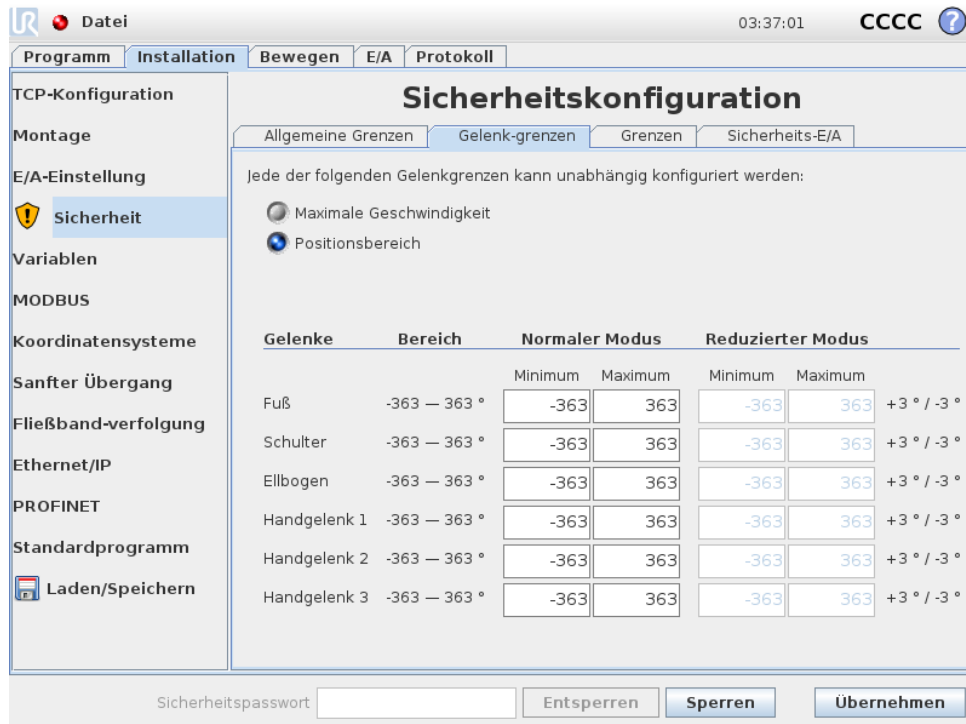 UR Datei 03:37:01 CCCC ?
Programm Installation Bewegen E/A Protokoll
TCP-Konfiguration
Montage
E/A-Einstellung
Sicherheit
Variablen
MODBUS
Koordinatensysteme
Sanfter Übergang
Fließband-verfolgung
Ethernet/IP
PROFINET
Standardprogramm
Laden/Speichern
Sicherheitskonfiguration
Allgemeine Grenzen Gelenk-grenzen Grenzen Sicherheits-E/A
Jede der folgenden Gelenkgrenzen kann unabhängig konfiguriert werden:
Maximale Geschwindigkeit
Positionsbereich
Gelenke Bereich Normaler Modus Reduzierter Modus
Minimum Maximum Minimum Maximum
Fuß -363 — 363 ° -363 363 -363 363 +3 ° / -3 °
Schulter -363 — 363 ° -363 363 -363 363 +3 ° / -3 °
Ellbogen -363 — 363 ° -363 363 -363 363 +3 ° / -3 °
Handgelenk 1 -363 — 363 ° -363 363 -363 363 +3 ° / -3 °
Handgelenk 2 -363 — 363 ° -363 363 -363 363 +3 ° / -3 °
Handgelenk 3 -363 — 363 ° -363 363 -363 363 +3 ° / -3 °
Sicherheitspasswort Entsperren Sperren Übernehmen